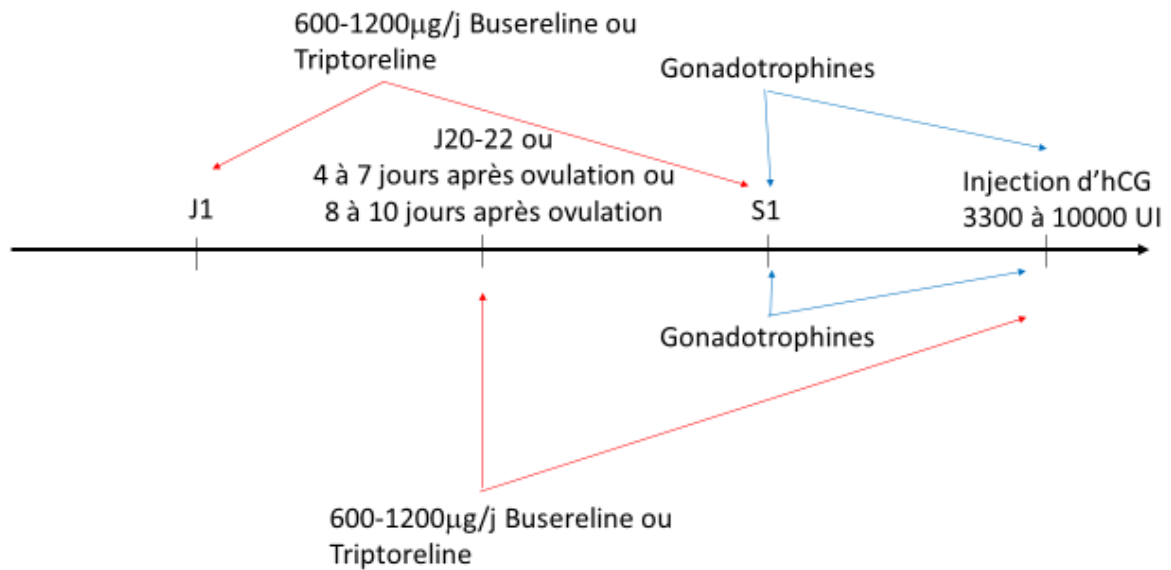 600-1200µg/j Busereline ou
Triptoreline
Gonadotrophines
J20-22 ou
4 à 7 jours après ovulation ou
8 à 10 jours après ovulation
J1
S1
Injection d’hCG
3300 à 10000 UI
Gonadotrophines
600-1200µg/j Busereline ou
Triptoreline